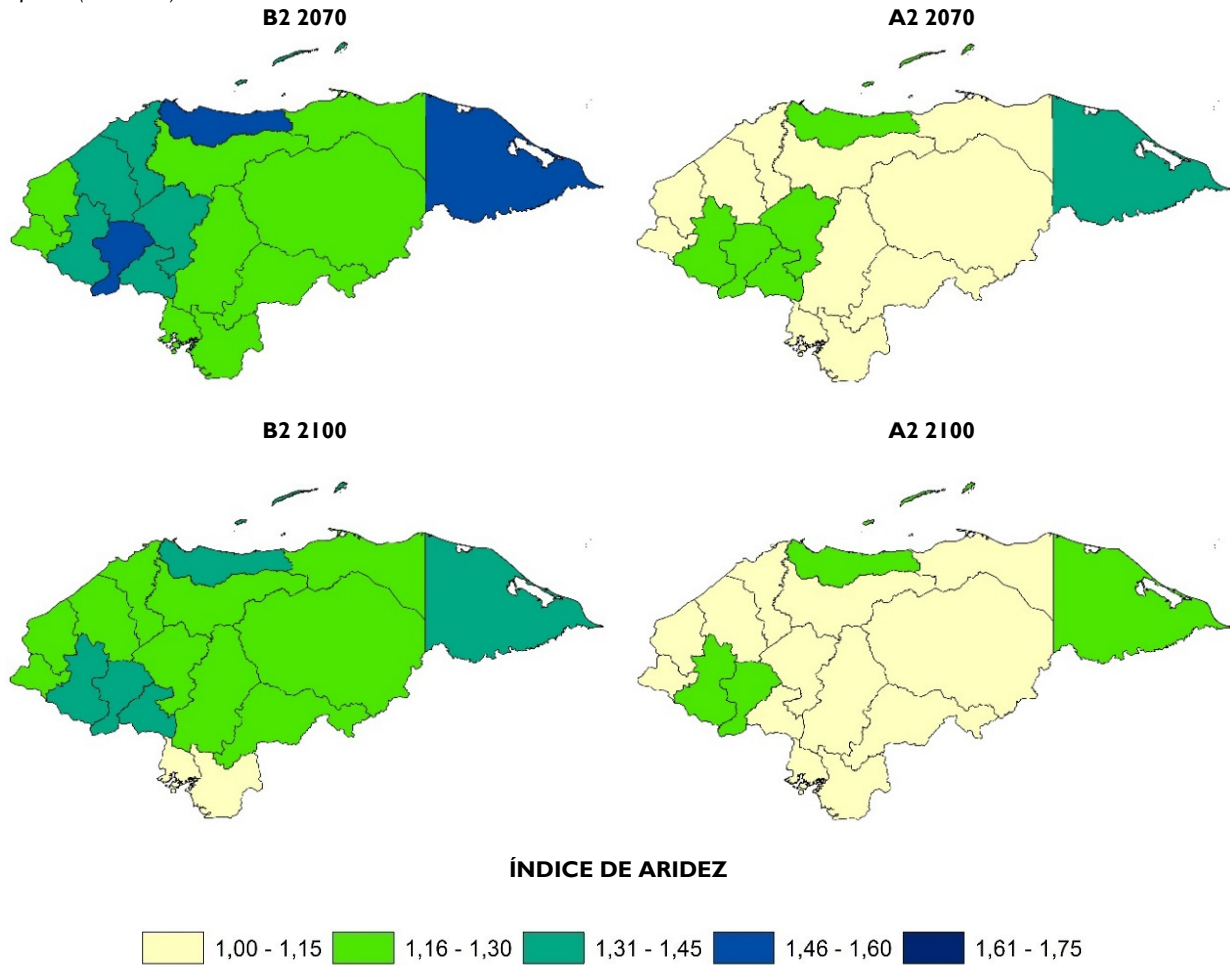 B2 2070
A2 2070
B2 2100
A2 2100
ÍNDICE DE ARIDEZ
1,00 - 1,15
1,16 - 1,30
1,31 - 1,45
1,46 - 1,60
1,61 - 1,75